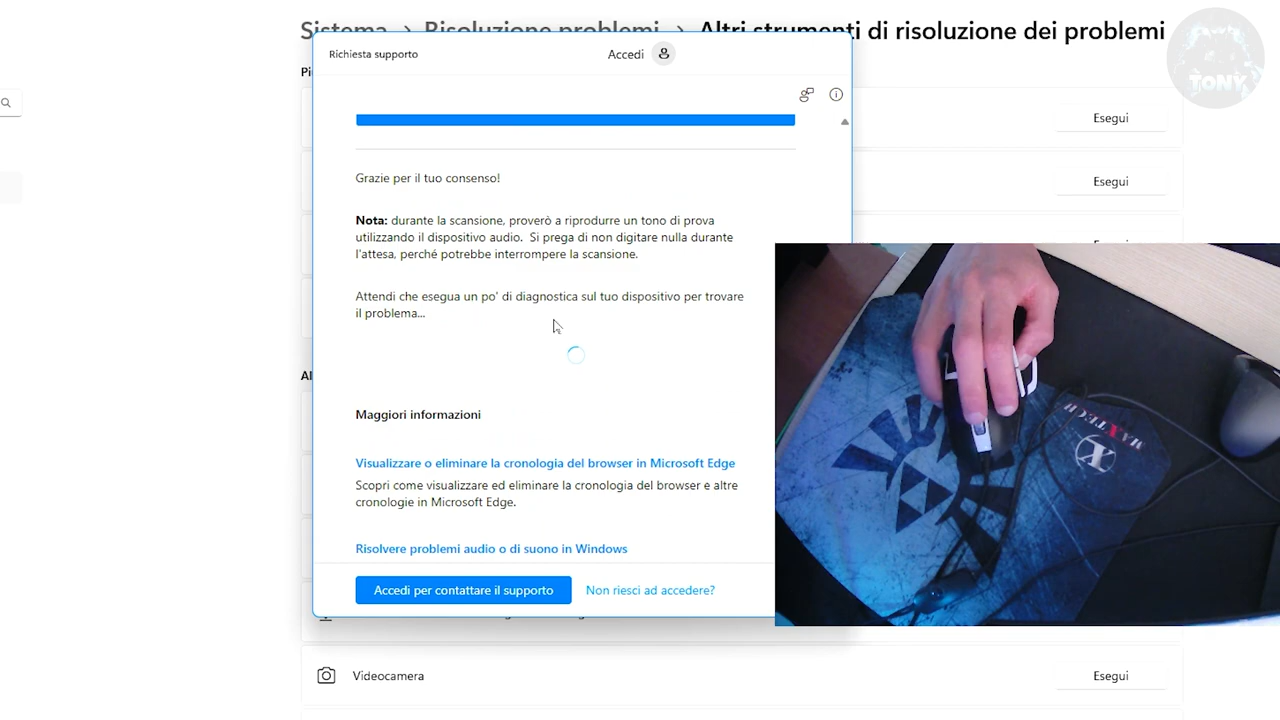 Sistema > Risoluzione problemi > Altri strumenti di risoluzione dei problemi
Richiesta supporto
Accedi
TONY
Pi
Esegui
Grazie per il tuo consenso!
Esegui
Nota: durante la scansione, proverò a riprodurre un tono di prova
utilizzando il dispositivo audio. Si prega di non digitare nulla durante
l'attesa, perché potrebbe interrompere la scansione.
Attendi che esegua un po' di diagnostica sul tuo dispositivo per trovare
il problema...
Al
MAXTECH
Maggiori informazioni
Visualizzare o eliminare la cronologia del browser in Microsoft Edge
Scopri come visualizzare ed eliminare la cronologia del browser e altre
cronologie in Microsoft Edge.
Risolvere problemi audio o di suono in Windows
Accedi per contattare il supporto
Non riesci ad accedere?
Videocamera
Esegui